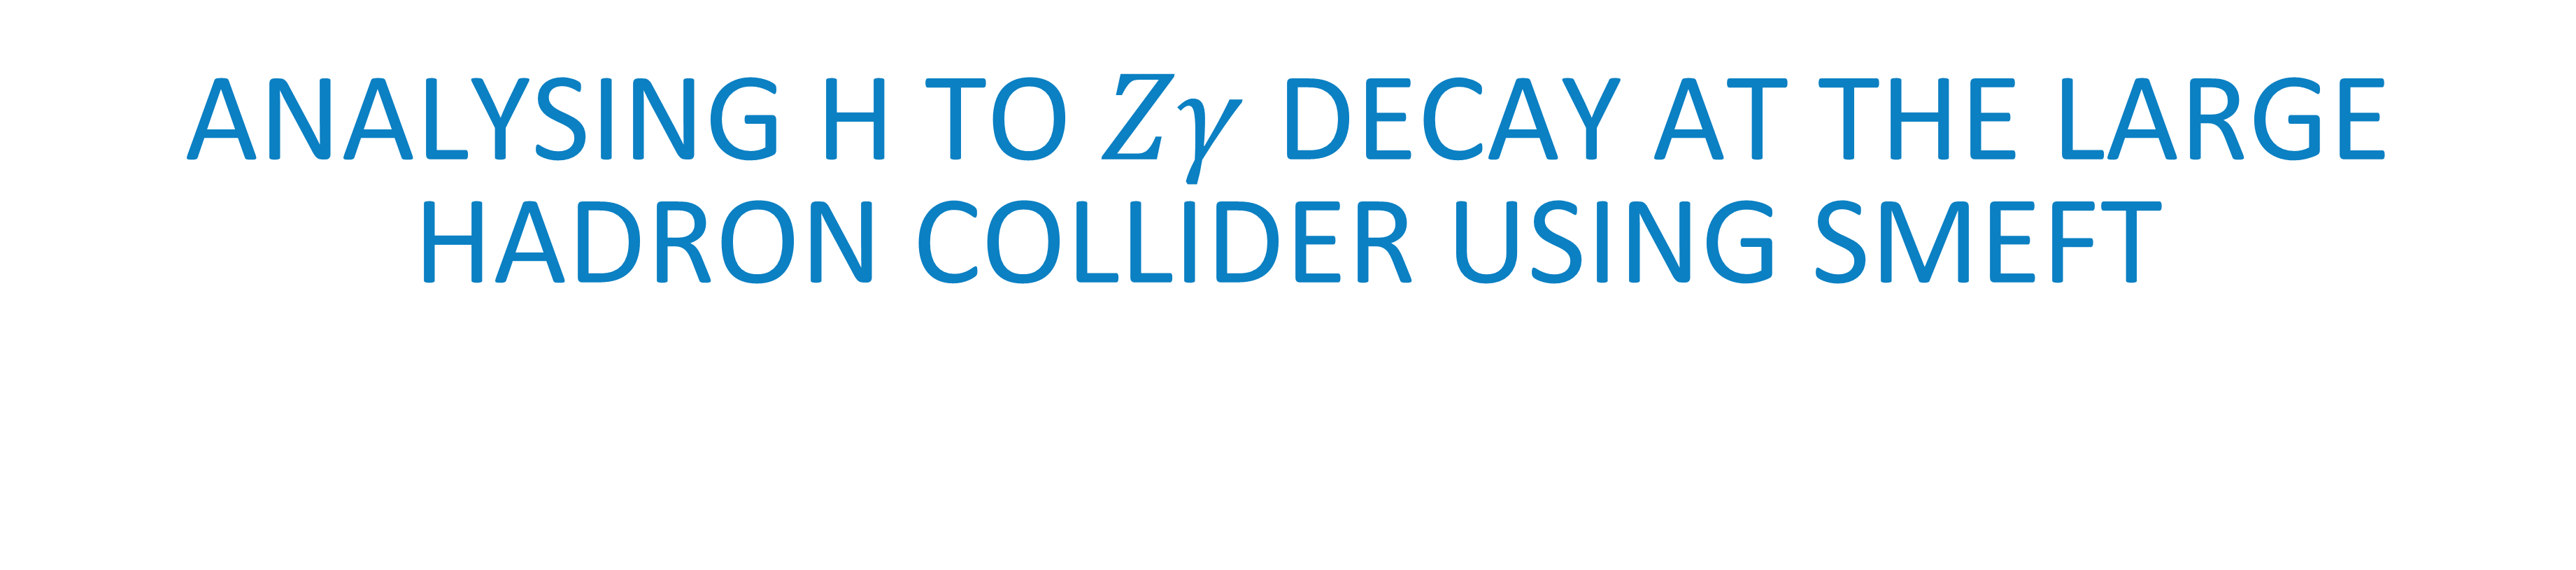 ANALYSING H TO Zγ DECAY AT THE LARGE
HADRON COLLIDER USING SMEFT